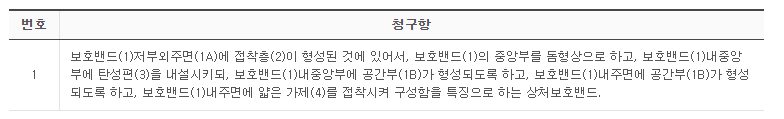 번호 청구항
보호밴드(1)저부외주면(1A)에 접착층(2)이 형성된 것에 있어서, 보호밴드(1)의 중앙부를 돔형상으로 하고, 보호밴드(1)내중앙
1 부에 탄성편(3)을 내설시키되, 보호밴드(1)내중앙부에 공간부(1B)가 형성되도록 하고, 보호밴드(1)내주면에 공간부(1B)가 형성
되도록 하고, 보호밴드(1)내주면에 얇은 가제(4)를 접착시켜 구성함을 특징으로 하는 상처보호밴드.